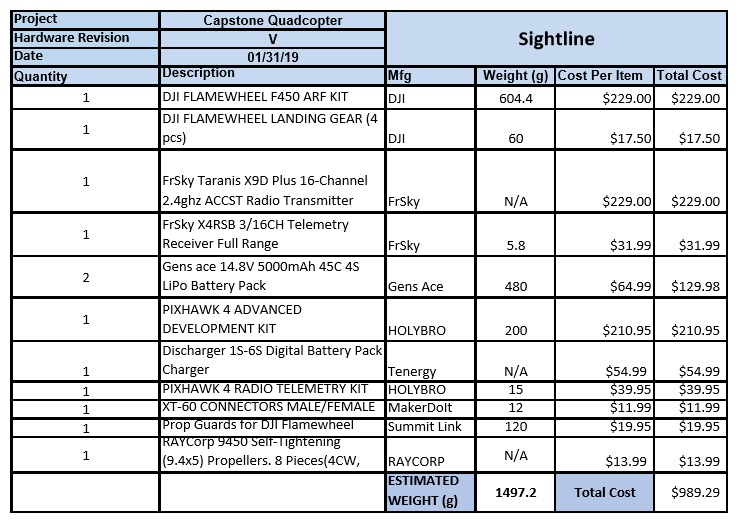 Project Capstone Quadcopter Sightline
Hardware Revision V
Date 01/31/19
Quantity Description Mfg Weight (g) Cost Per Item Total Cost
1 DJI FLAMEWHEEL F450 ARF KIT DJI 604.4 $229.00 $229.00
1 DJI FLAMEWHEEL LANDING GEAR (4
pcs) DJI 60 $17.50 $17.50
1 FrSky Taranis X9D Plus 16-Channel
2.4ghz ACCST Radio Transmitter FrSky N/A $229.00 $229.00
1 FrSky X4RSB 3/16CH Telemetry
Receiver Full Range FrSky 5.8 $31.99 $31.99
2 Gens ace 14.8V 5000mAh 45C 4S
LiPo Battery Pack Gens Ace 480 $64.99 $129.98
1 PIXHAWK 4 ADVANCED
DEVELOPMENT KIT HOLYBRO 200 $210.95 $210.95
Discharger 1S-6S Digital Battery Pack
1 Charger Tenergy N/A $54.99 $54.99
1 PIXHAWK 4 RADIO TELEMETRY KIT HOLYBRO 15 $39.95 $39.95
1 XT-60 CONNECTORS MALE/FEMALE MakerDoIt 12 $11.99 $11.99
1 Prop Guards for DJI Flamewheel Summit Link 120 $19.95 $19.95
RAYCorp 9450 Self-Tightening
1 (9.4x5) Propellers. 8 Pieces(4CW, RAYCORP N/A $13.99 $13.99
ESTIMATED
WEIGHT (g) 1497.2 Total Cost $989.29